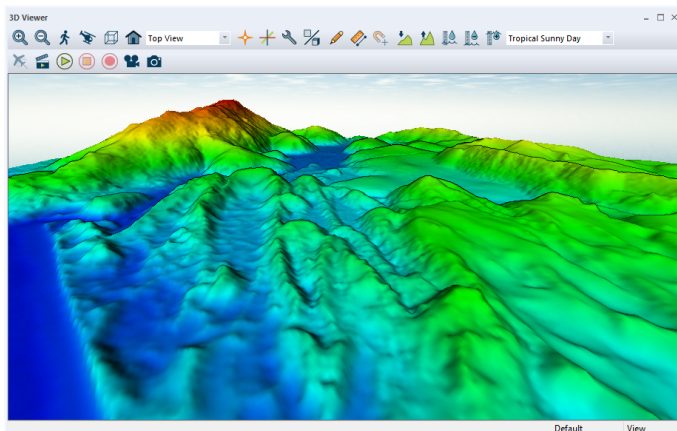 3D Viewer
Top View
Tropical Sunny Day
Default View